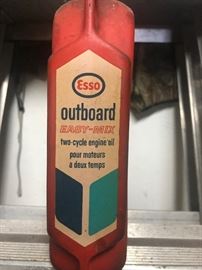 Esso
outboard
EASY-MIX
two-cycle engine oil
pour moteurs
à deux temps